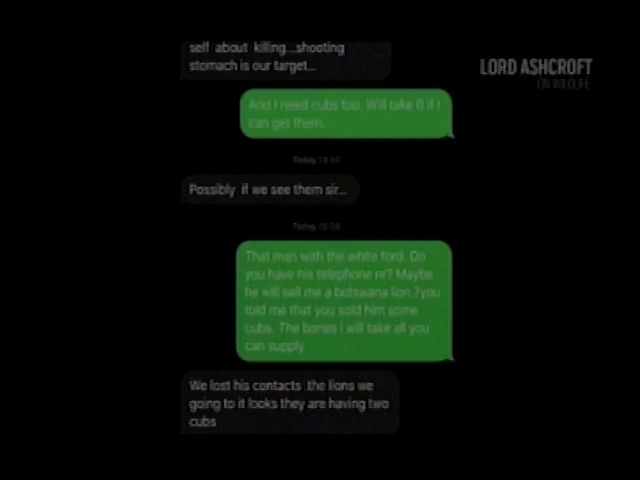 self about killing...shooting
stomach is our target...
LORD ASHCROFT
ON WILDLIFE
And I need cubs too. Will take 6 if I
can get them.
Today
Possibly if we see them sir...
Today
That man with the white ford. Do
you have his telephone nr? Maybe
he will sell me a botswana lion.?you
told me that you sold him some
cubs. The bones i will take all you
can supply
We lost his contacts .the lions we
going to it looks they are having two
cubs